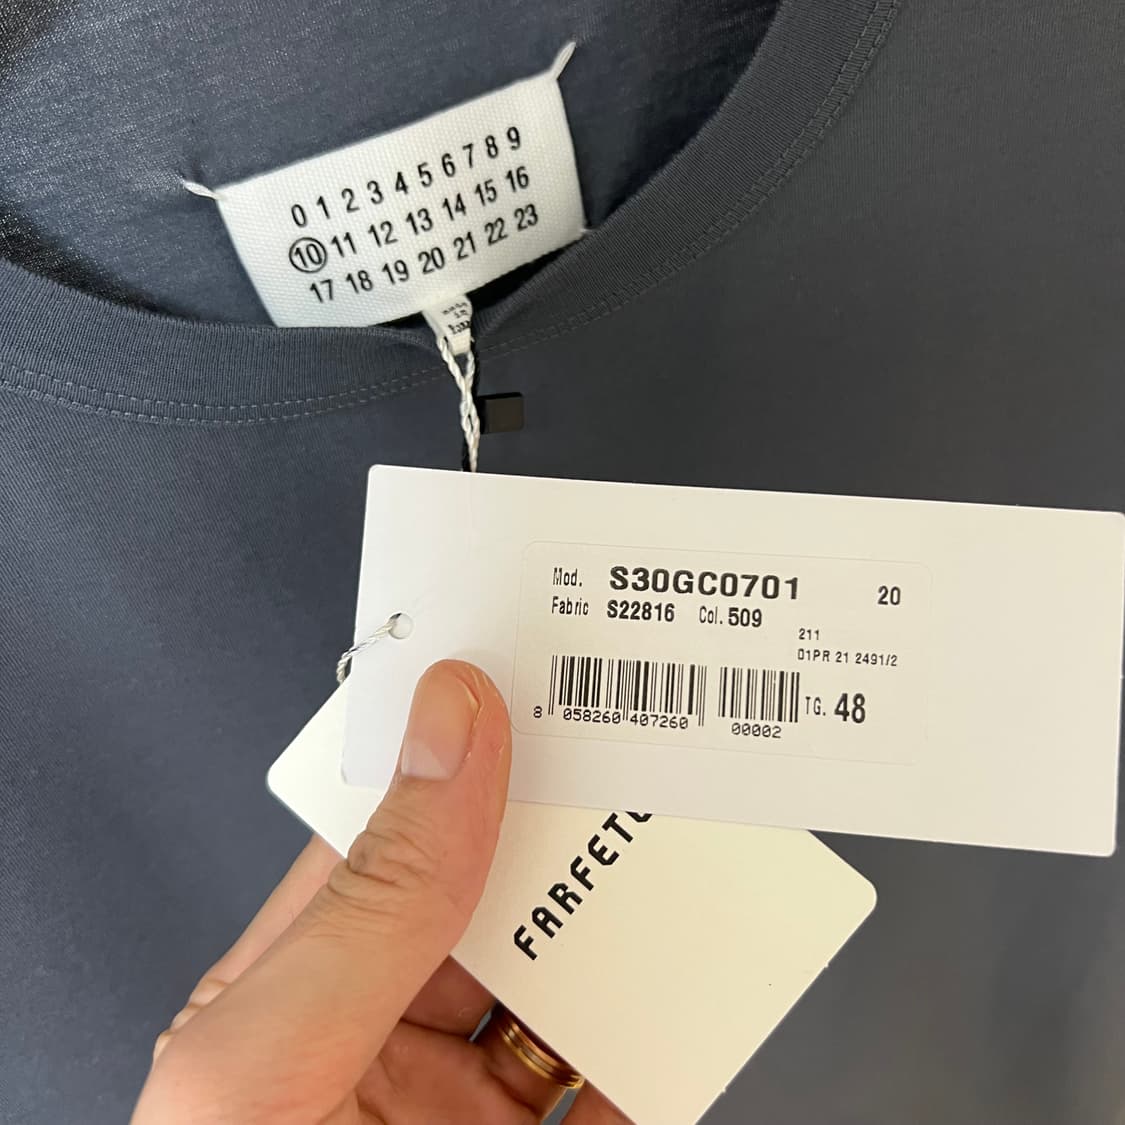 0 1 2 3 4 5 6 7 8 9
10 11 12 13 14 15 16
17 18 19 20 21 22 23
Mod. S30GC0701 20
Fabric S22816 Col. 509
211
01PR 21 2491/2
8 058260 407260 00002 TG. 48